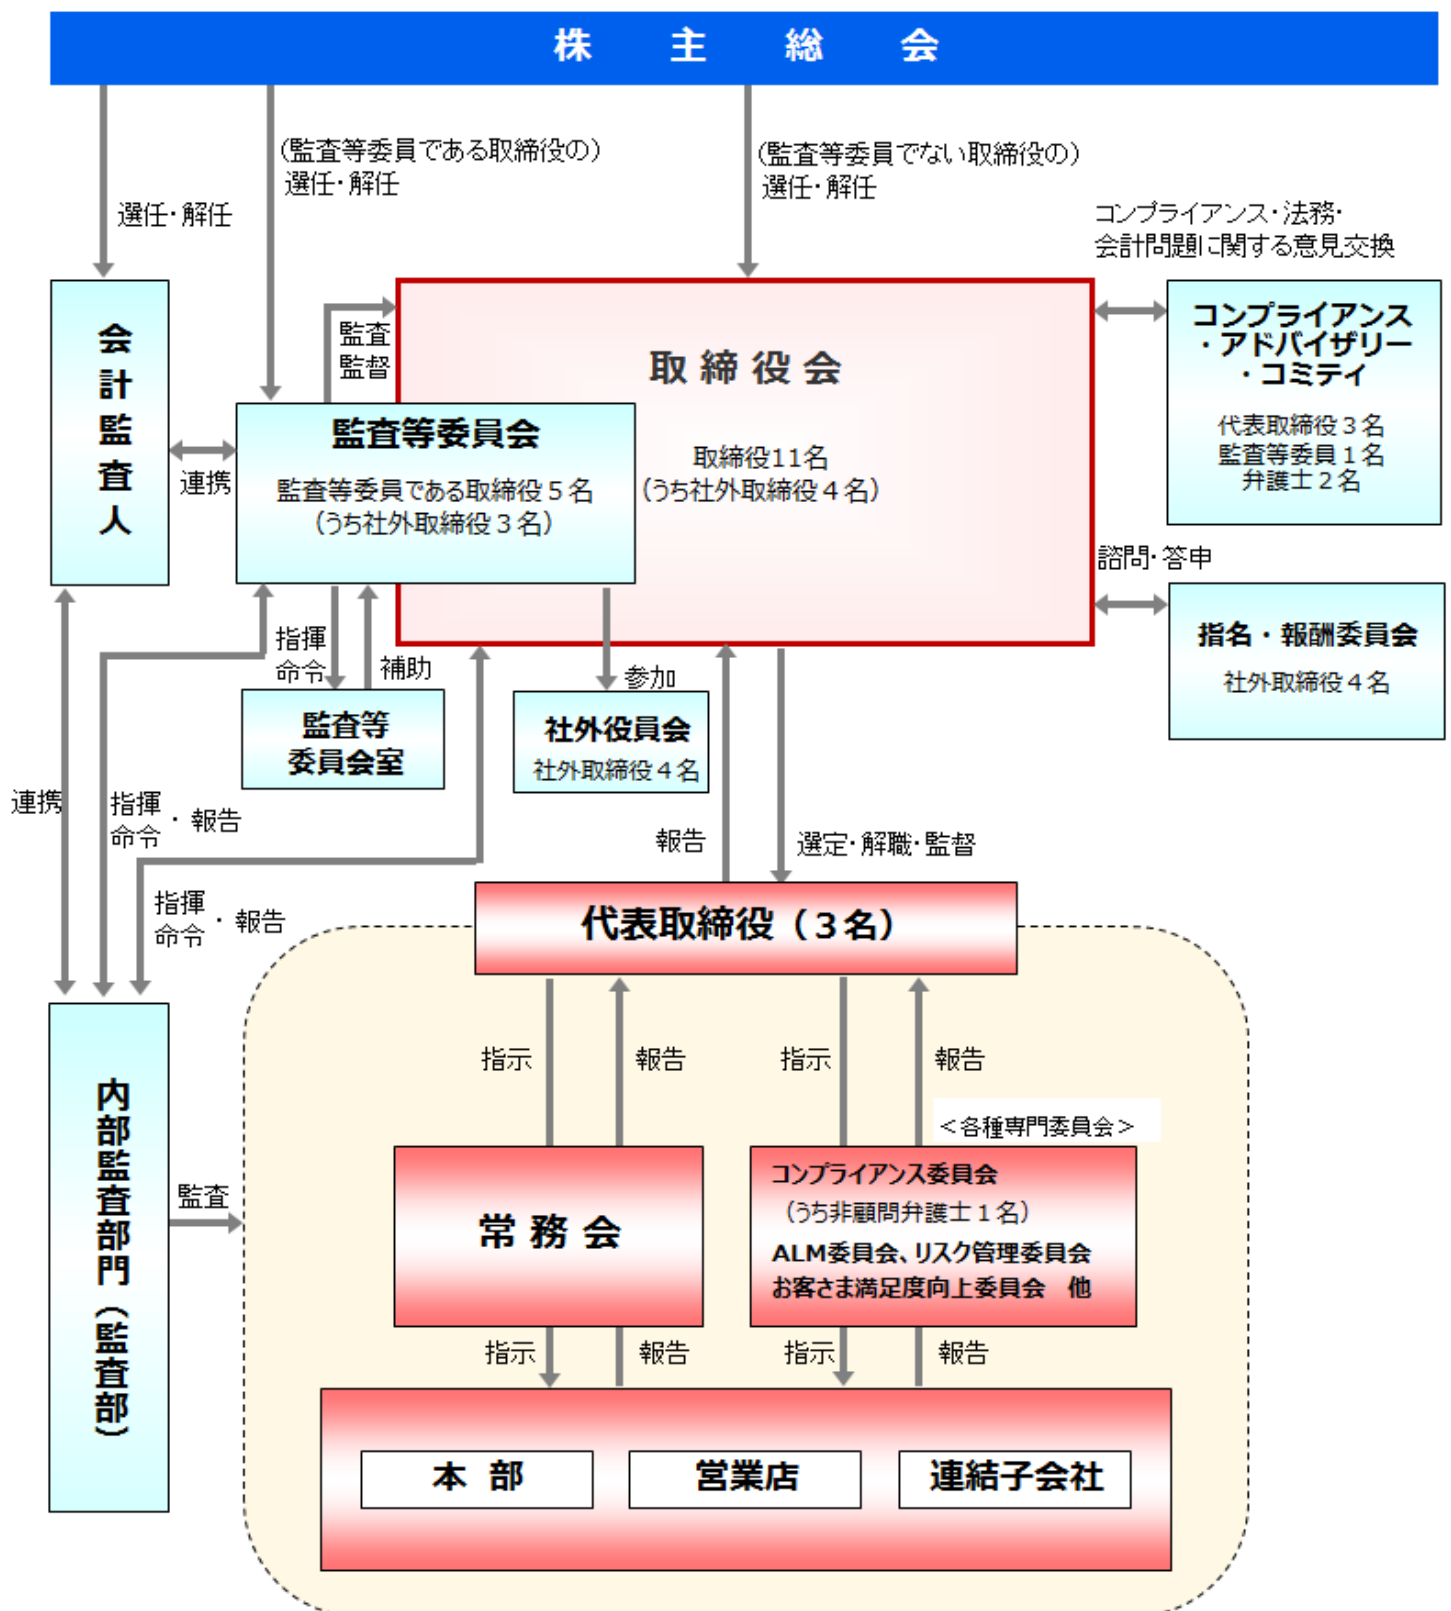 株主総会
(監査等委員である取締役の)
選任・解任
(監査等委員でない取締役の)
選任・解任
選任・解任
コンプライアンス・法務・
会計問題に関する意見交換
会計監査人
監査
監督
取締役会
取締役11名
(うち社外取締役４名)
コンプライアンス
・アドバイザリー
・コミティ
代表取締役３名
監査等委員１名
弁護士２名
連携
監査等委員会
監査等委員である取締役５名
(うち社外取締役３名)
諮問・答申
指名・報酬委員会
社外取締役４名
指揮
命令
補助
参加
監査等
委員会室
社外役員会
社外取締役４名
連携
指揮
命令
・報告
報告
選定・解職・監督
指揮
命令
・報告
代表取締役（３名）
指示
報告
指示
報告
内部監査部門（監査部）
監査
＜各種専門委員会＞
常務会
コンプライアンス委員会
(うち非顧問弁護士１名)
ALM委員会、リスク管理委員会
お客さま満足度向上委員会　他
指示
報告
指示
報告
本部
営業店
連結子会社